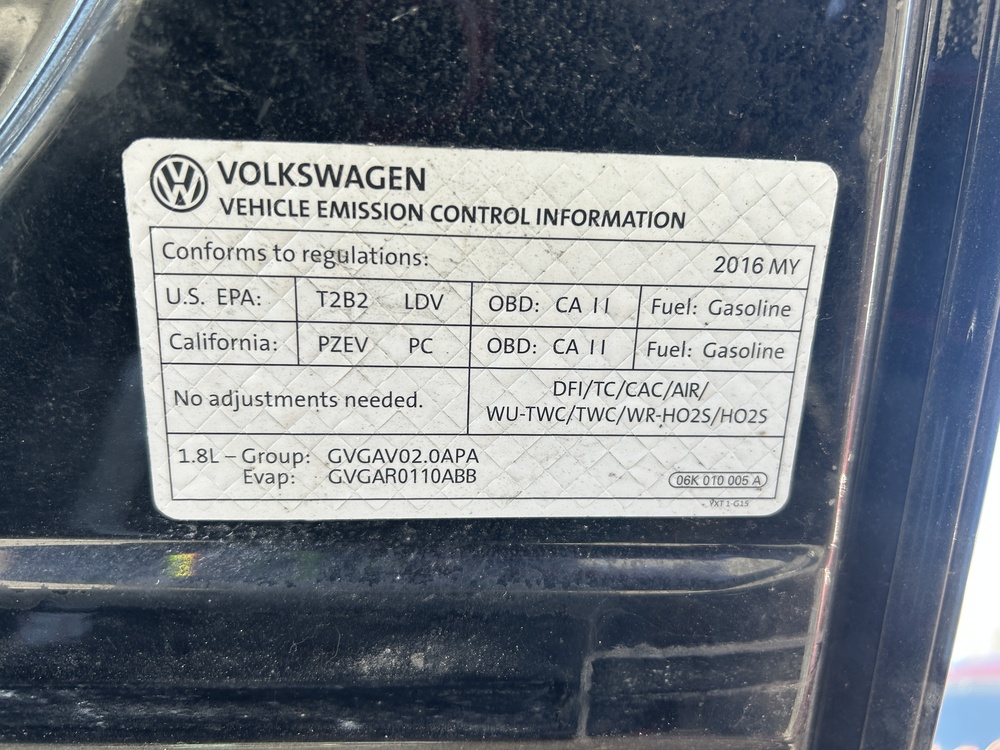 VOLKSWAGEN
VEHICLE EMISSION CONTROL INFORMATION
Conforms to regulations: 2016 MY
U.S. EPA: T2B2 LDV OBD: CA II Fuel: Gasoline
California: PZEV PC OBD: CA II Fuel: Gasoline
No adjustments needed.
DFI/TC/CAC/AIR/
WU-TWC/TWC/WR-HO2S/HO2S
1.8L – Group: GVGAV02.0APA
Evap: GVGAR0110ABB
06K 010 005 A